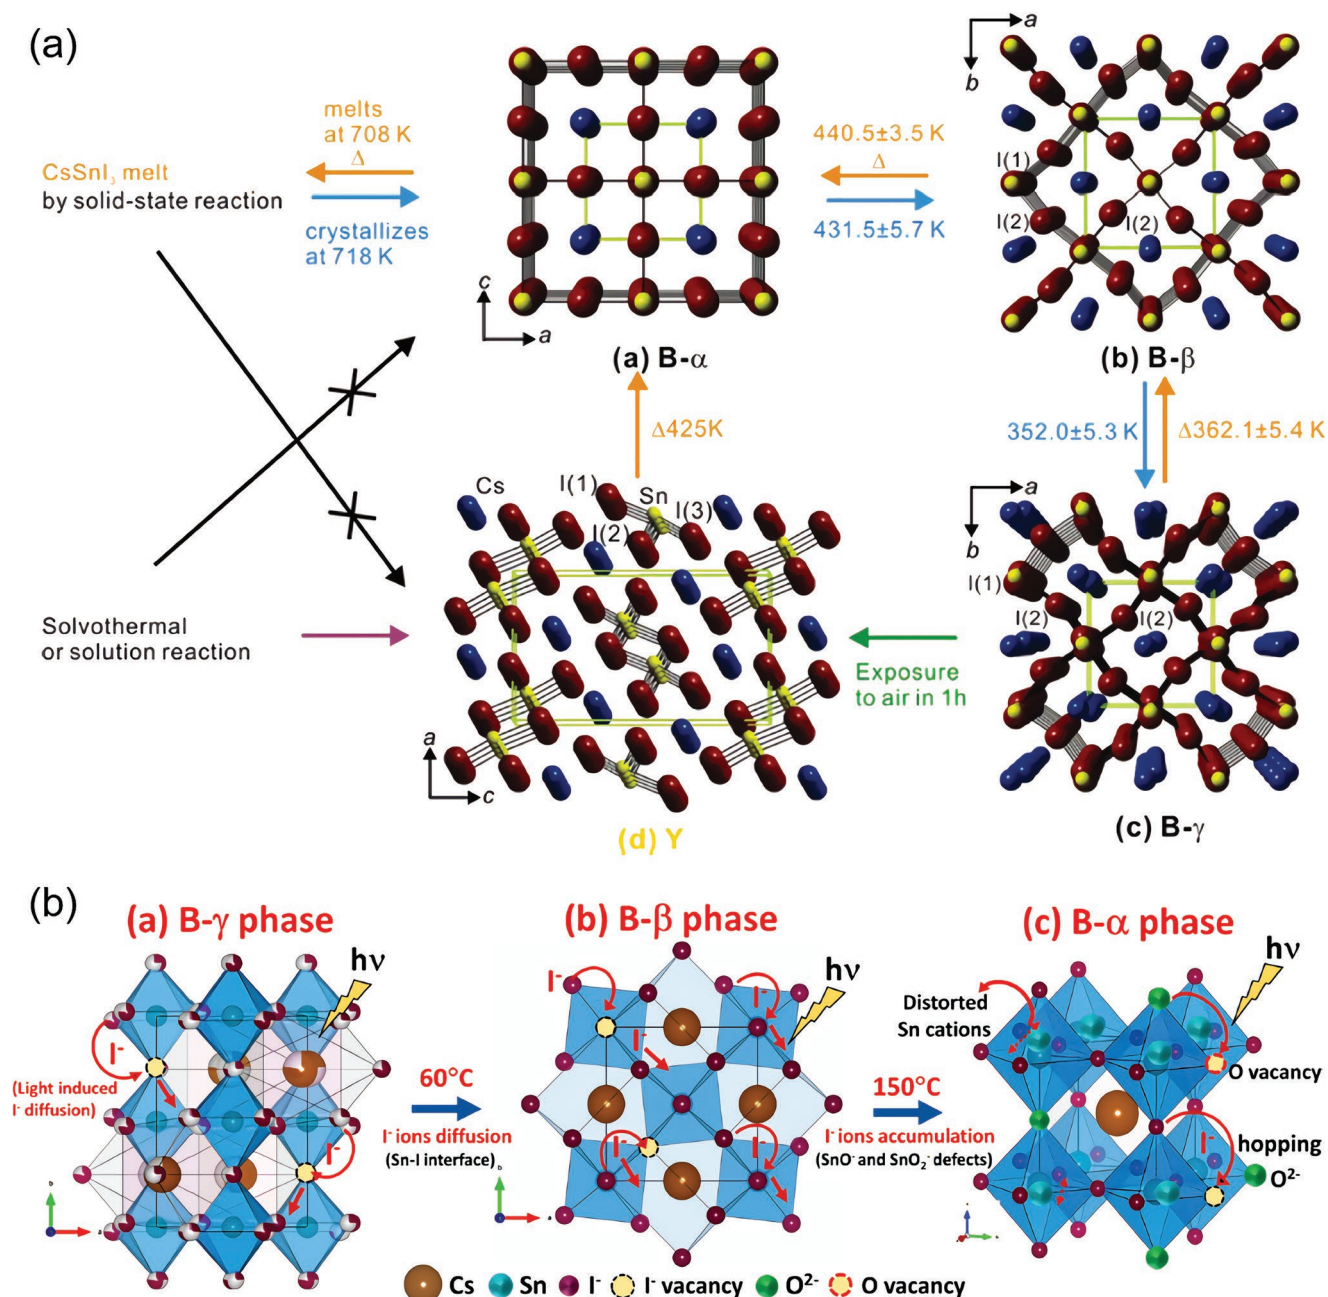 (a)
melts
at 708 K
Δ
CsSnI₃ melt
by solid-state reaction
crystallizes
at 718 K
c
a
(a) B-α
440.5±3.5 K
Δ
431.5±5.7 K
a
b
I(1)
I(2)
I(2)
(b) B-β
Δ425K
352.0±5.3 K
Δ362.1±5.4 K
Cs
I(1)
Sn
I(3)
I(2)
a
b
I(1)
I(2)
I(2)
Solvothermal
or solution reaction
Exposure
to air in 1h
a
c
(d) Y
(c) B-γ
(b)
(a) B-γ phase
(b) B-β phase
(c) B-α phase
hν
I⁻
(Light induced
I⁻ diffusion)
I⁻
60°C
I⁻ ions diffusion
(Sn-I interface)
hν
I⁻
I⁻
I⁻
I⁻
I⁻
150°C
I⁻ ions accumulation
(SnO⁻ and SnO₂⁻ defects)
hν
Distorted
Sn cations
O vacancy
I⁻
hopping
O²⁻
Cs
Sn
I⁻
I⁻ vacancy
O²⁻
O vacancy